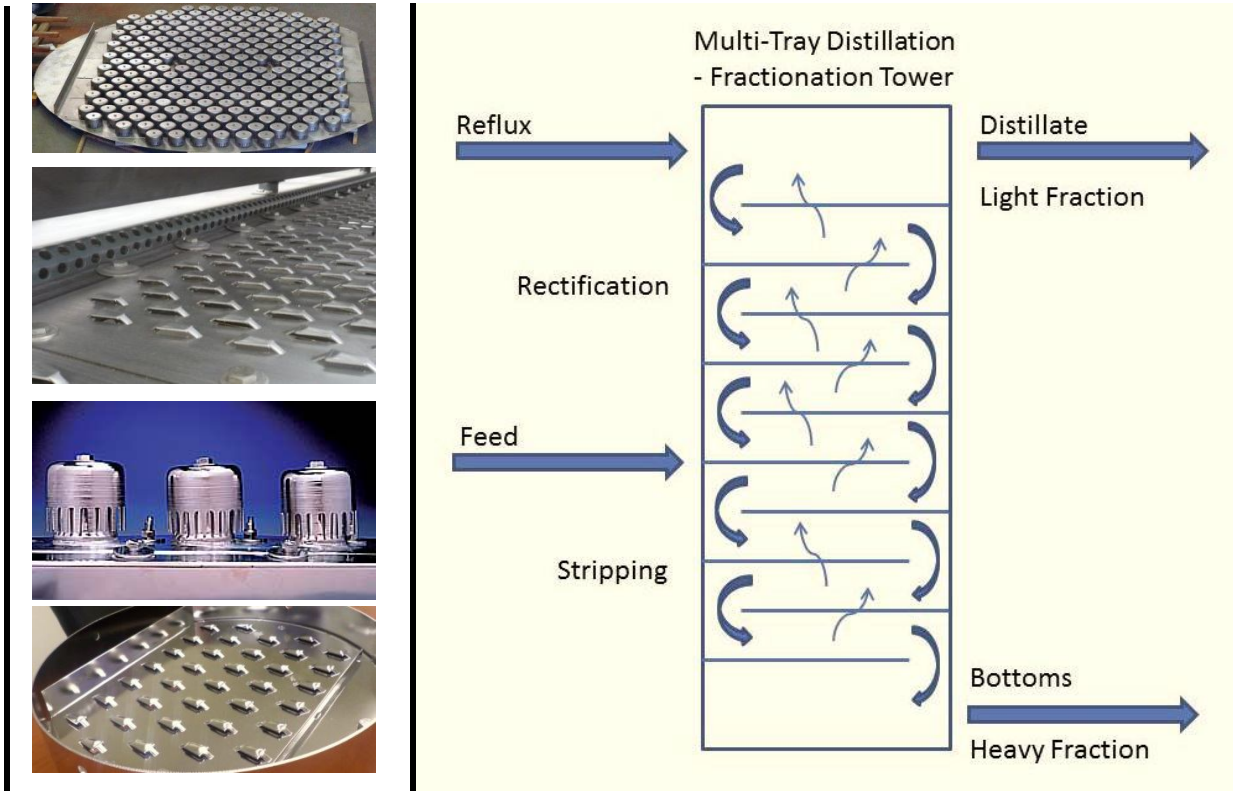 Multi-Tray Distillation
- Fractionation Tower
Reflux
Distillate
Light Fraction
Rectification
Feed
Stripping
Bottoms
Heavy Fraction